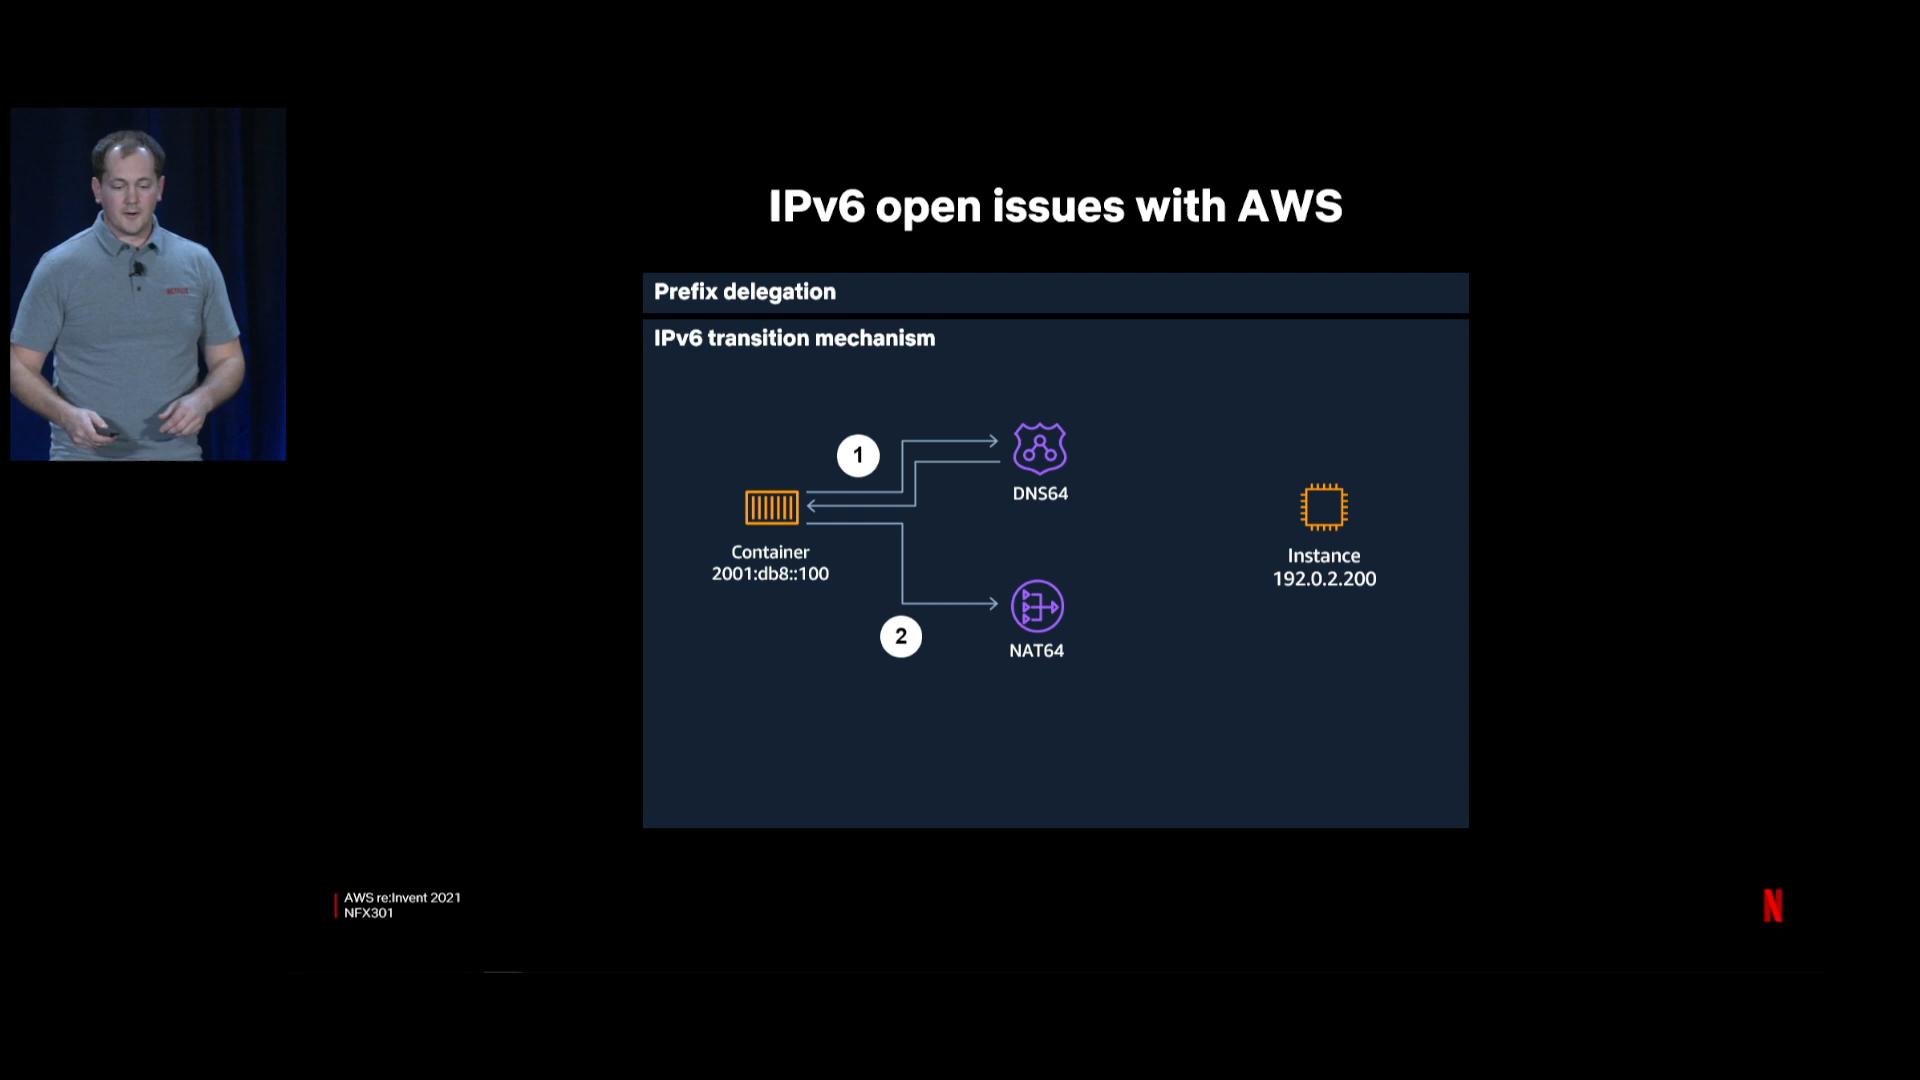 IPv6 open issues with AWS
Prefix delegation
IPv6 transition mechanism
1
DNS64
Container
2001:db8::100
Instance
192.0.2.200
2
NAT64
AWS re:Invent 2021
NFX301
N
NETFLIX